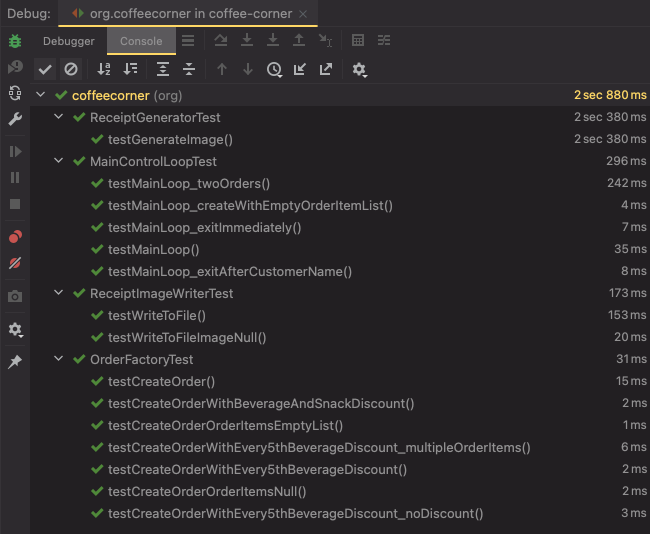 Debug: org.coffeecorner in coffee-corner
Debugger Console
coffeecorner (org) 2 sec 880 ms
ReceiptGeneratorTest 2 sec 380 ms
testGenerateImage() 2 sec 380 ms
MainControlLoopTest 296 ms
testMainLoop_twoOrders() 242 ms
testMainLoop_createWithEmptyOrderItemList() 4 ms
testMainLoop_exitImmediately() 7 ms
testMainLoop() 35 ms
testMainLoop_exitAfterCustomerName() 8 ms
ReceiptImageWriterTest 173 ms
testWriteToFile() 153 ms
testWriteToFileImageNull() 20 ms
OrderFactoryTest 31 ms
testCreateOrder() 15 ms
testCreateOrderWithBeverageAndSnackDiscount() 2 ms
testCreateOrderOrderItemsEmptyList() 1 ms
testCreateOrderWithEvery5thBeverageDiscount_multipleOrderItems() 6 ms
testCreateOrderWithEvery5thBeverageDiscount() 2 ms
testCreateOrderOrderItemsNull() 2 ms
testCreateOrderWithEvery5thBeverageDiscount_noDiscount() 3 ms